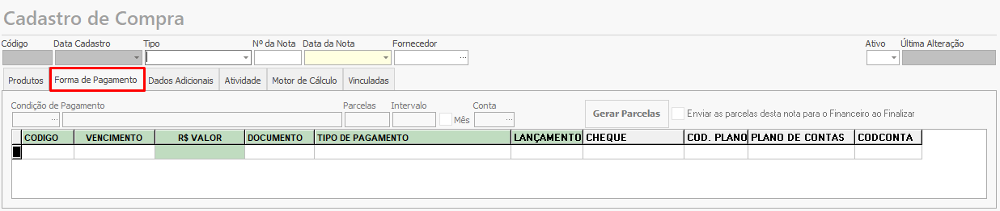 Cadastro de Compra
Código Data Cadastro Tipo Nº da Nota Data da Nota Fornecedor Ativo Última Alteração
Produtos Forma de Pagamento Dados Adicionais Atividade Motor de Cálculo Vinculadas
Condição de Pagamento Parcelas Intervalo Mês Conta Gerar Parcelas Enviar as parcelas desta nota para o Financeiro ao Finalizar
CODIGO VENCIMENTO R$ VALOR DOCUMENTO TIPO DE PAGAMENTO LANÇAMENTO CHEQUE COD. PLANO PLANO DE CONTAS CODCONTA